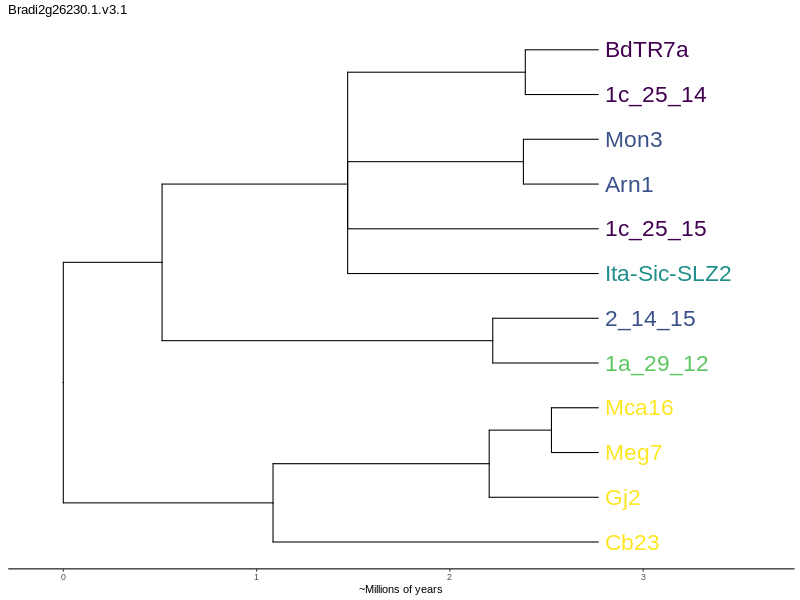 Bradi2g26230.1.v3.1
BdTR7a
1c_25_14
Mon3
Arn1
1c_25_15
Ita-Sic-SLZ2
2_14_15
1a_29_12
Mca16
Meg7
Gj2
Cb23
0 1 2 3
~Millions of years